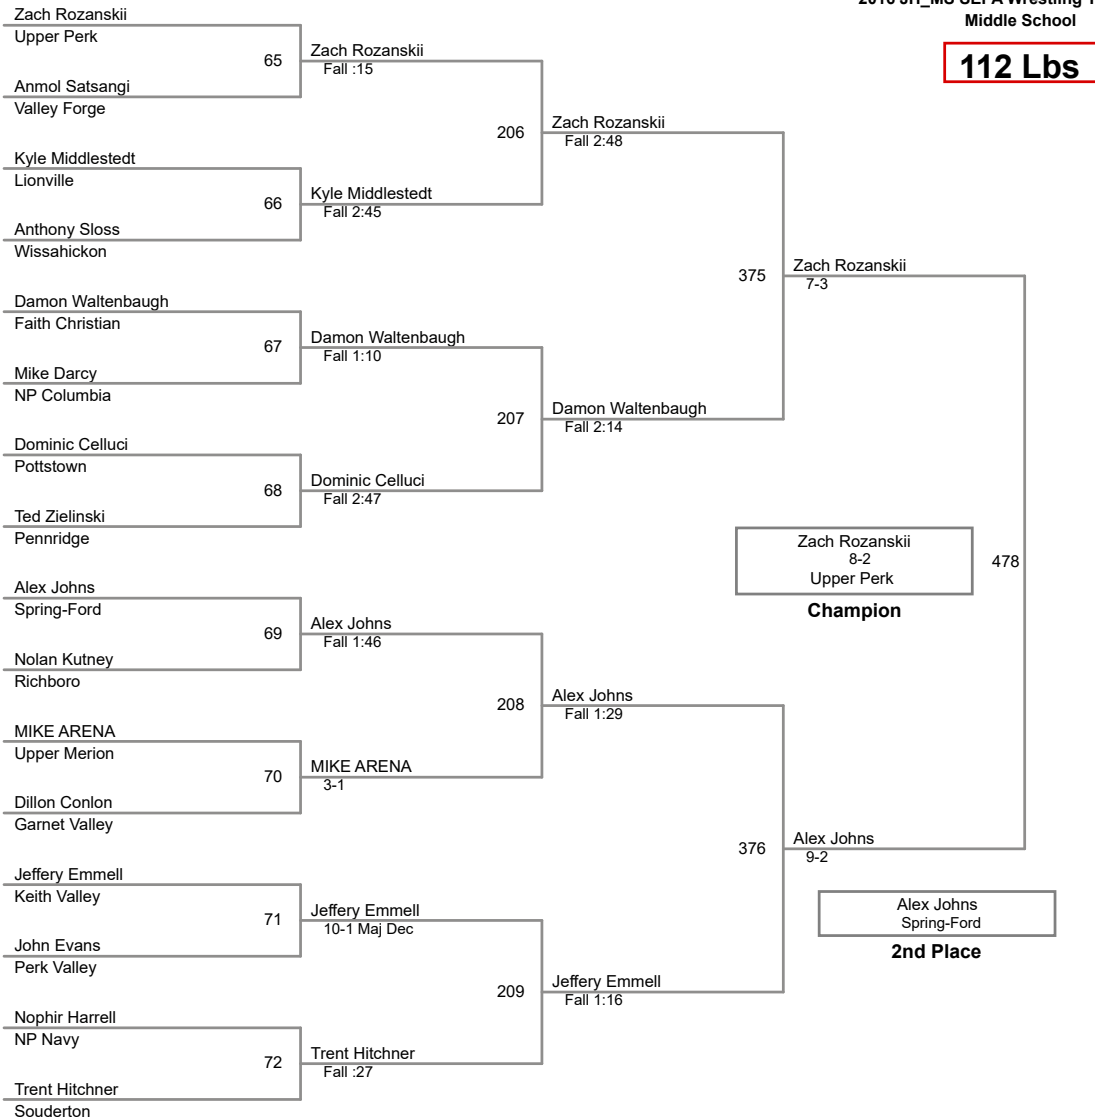 Middle School
112 Lbs
Zach Rozanskii
Upper Perk
65
Anmol Satsangi
Valley Forge
Zach Rozanskii
Fall :15
206
Kyle Middlestedt
Lionville
66
Anthony Sloss
Wissahickon
Kyle Middlestedt
Fall 2:45
Zach Rozanskii
Fall 2:48
375
Damon Waltenbaugh
Faith Christian
67
Mike Darcy
NP Columbia
Damon Waltenbaugh
Fall 1:10
207
Dominic Celluci
Pottstown
68
Ted Zielinski
Pennridge
Dominic Celluci
Fall 2:47
Damon Waltenbaugh
Fall 2:14
Zach Rozanskii
7-3
478
Zach Rozanskii
8-2
Upper Perk
Champion
Alex Johns
Spring-Ford
69
Nolan Kutney
Richboro
Alex Johns
Fall 1:46
208
MIKE ARENA
Upper Merion
70
Dillon Conlon
Garnet Valley
MIKE ARENA
3-1
Alex Johns
Fall 1:29
376
Jeffery Emmell
Keith Valley
71
John Evans
Perk Valley
Jeffery Emmell
10-1 Maj Dec
209
Nophir Harrell
NP Navy
72
Trent Hitchner
Souderton
Trent Hitchner
Fall :27
Jeffery Emmell
Fall 1:16
Alex Johns
9-2
Alex Johns
Spring-Ford
2nd Place